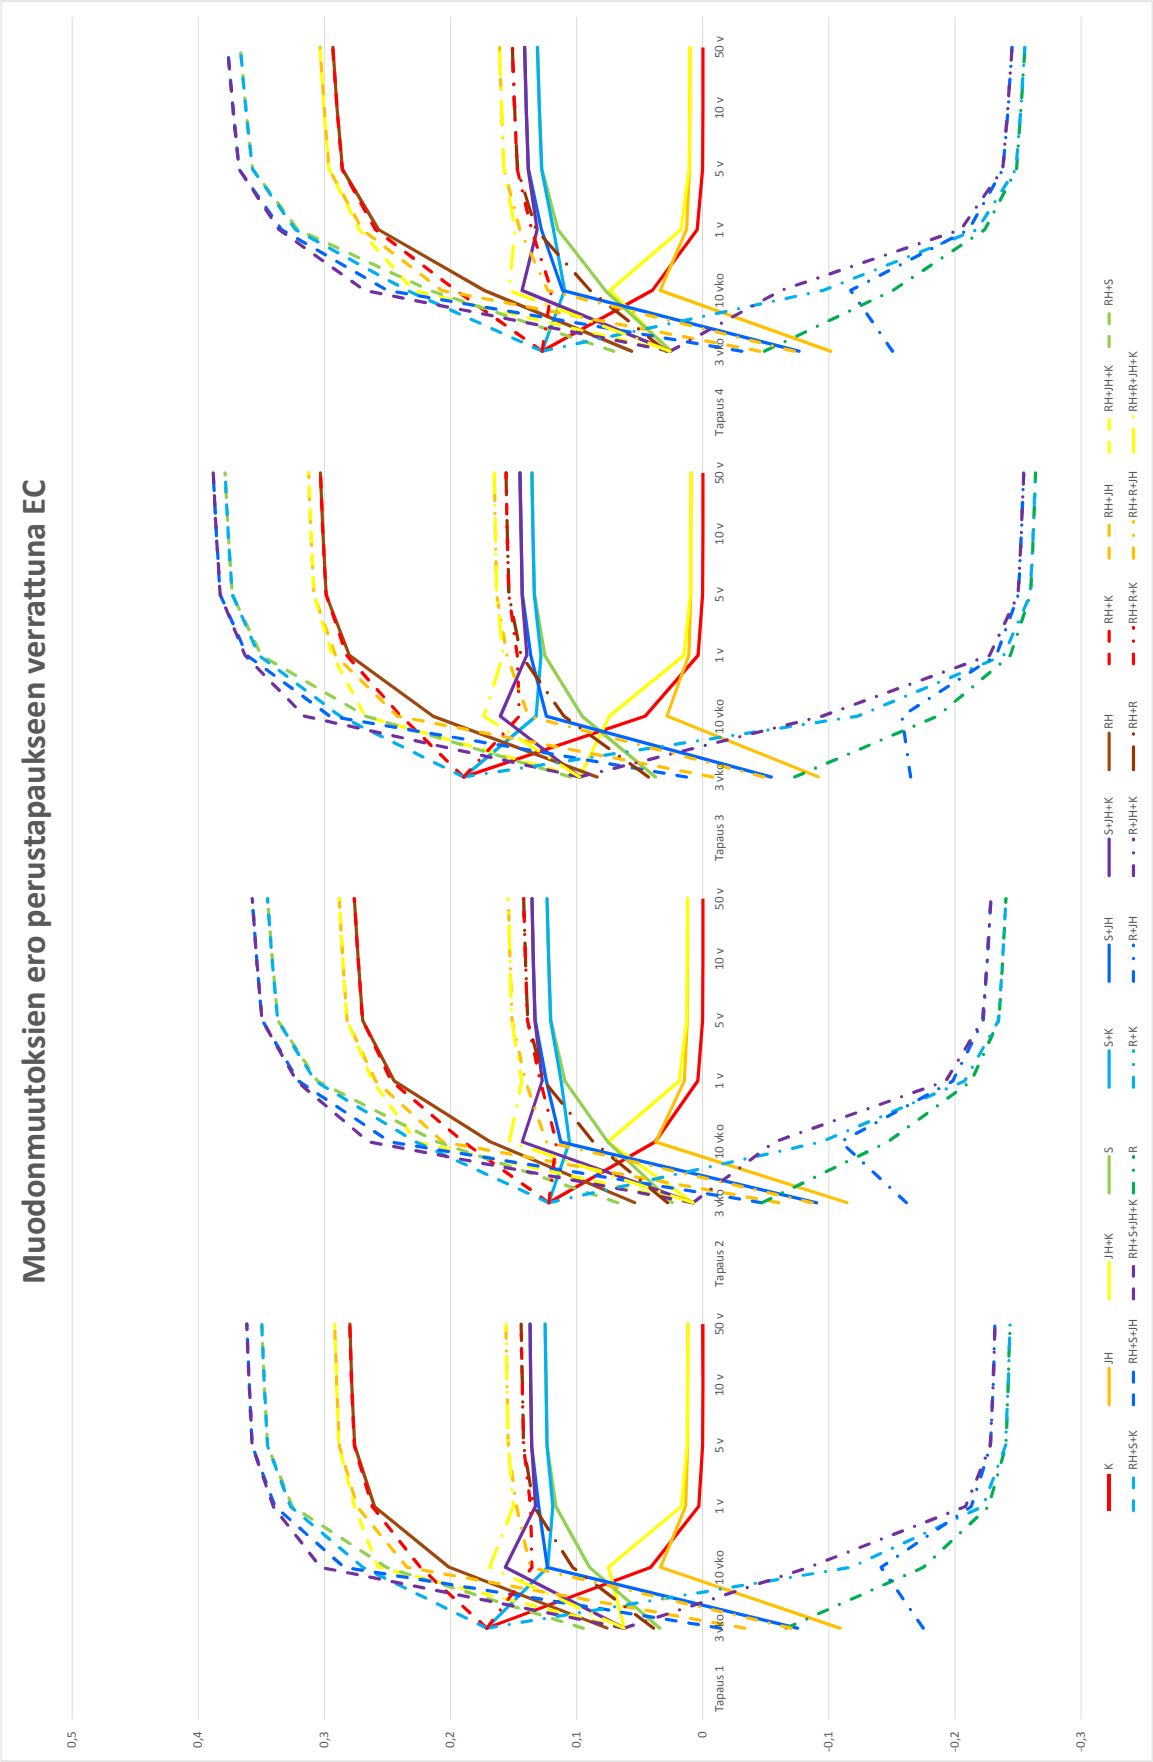 Muodonmuutoksien ero perustapaukseen verrattuna EC
0,5
0,4
0,3
0,2
0,1
0
-0,1
-0,2
-0,3
Tapaus 1
3 vko
10 vko
1 v
5 v
10 v
50 v
Tapaus 2
3 vko
10 vko
1 v
5 v
10 v
50 v
Tapaus 3
3 vko
10 vko
1 v
5 v
10 v
50 v
Tapaus 4
3 vko
10 vko
1 v
5 v
10 v
50 v
K JH JH+K S S+K S+JH S+JH+K RH RH+K RH+JH RH+JH+K RH+S
RH+S+K RH+S+JH RH+S+JH+K R R+K R+JH R+JH+K RH+R RH+R+K RH+R+JH RH+R+JH+K